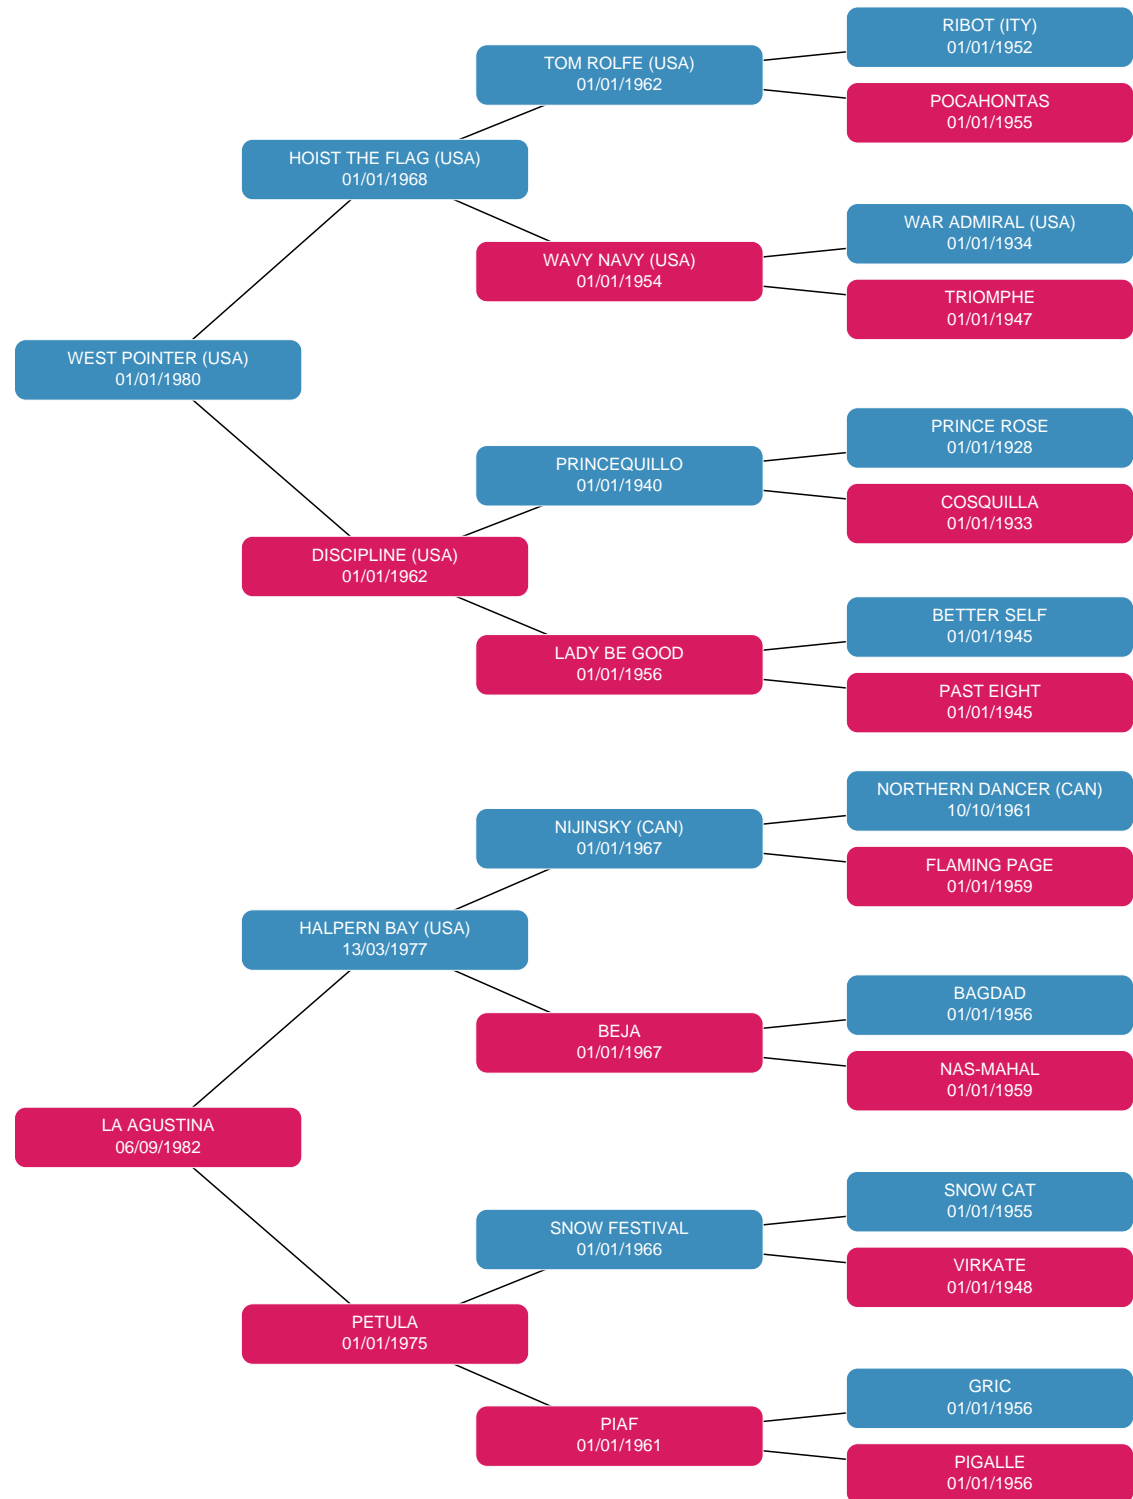 RIBOT (ITY)
01/01/1952
TOM ROLFE (USA)
01/01/1962
POCAHONTAS
01/01/1955
HOIST THE FLAG (USA)
01/01/1968
WAR ADMIRAL (USA)
01/01/1934
WAVY NAVY (USA)
01/01/1954
TRIOMPHE
01/01/1947
WEST POINTER (USA)
01/01/1980
PRINCE ROSE
01/01/1928
PRINCEQUILLO
01/01/1940
COSQUILLA
01/01/1933
DISCIPLINE (USA)
01/01/1962
BETTER SELF
01/01/1945
LADY BE GOOD
01/01/1956
PAST EIGHT
01/01/1945
NORTHERN DANCER (CAN)
10/10/1961
NIJINSKY (CAN)
01/01/1967
FLAMING PAGE
01/01/1959
HALPERN BAY (USA)
13/03/1977
BAGDAD
01/01/1956
BEJA
01/01/1967
NAS-MAHAL
01/01/1959
LA AGUSTINA
06/09/1982
SNOW CAT
01/01/1955
SNOW FESTIVAL
01/01/1966
VIRKATE
01/01/1948
PETULA
01/01/1975
GRIC
01/01/1956
PIAF
01/01/1961
PIGALLE
01/01/1956